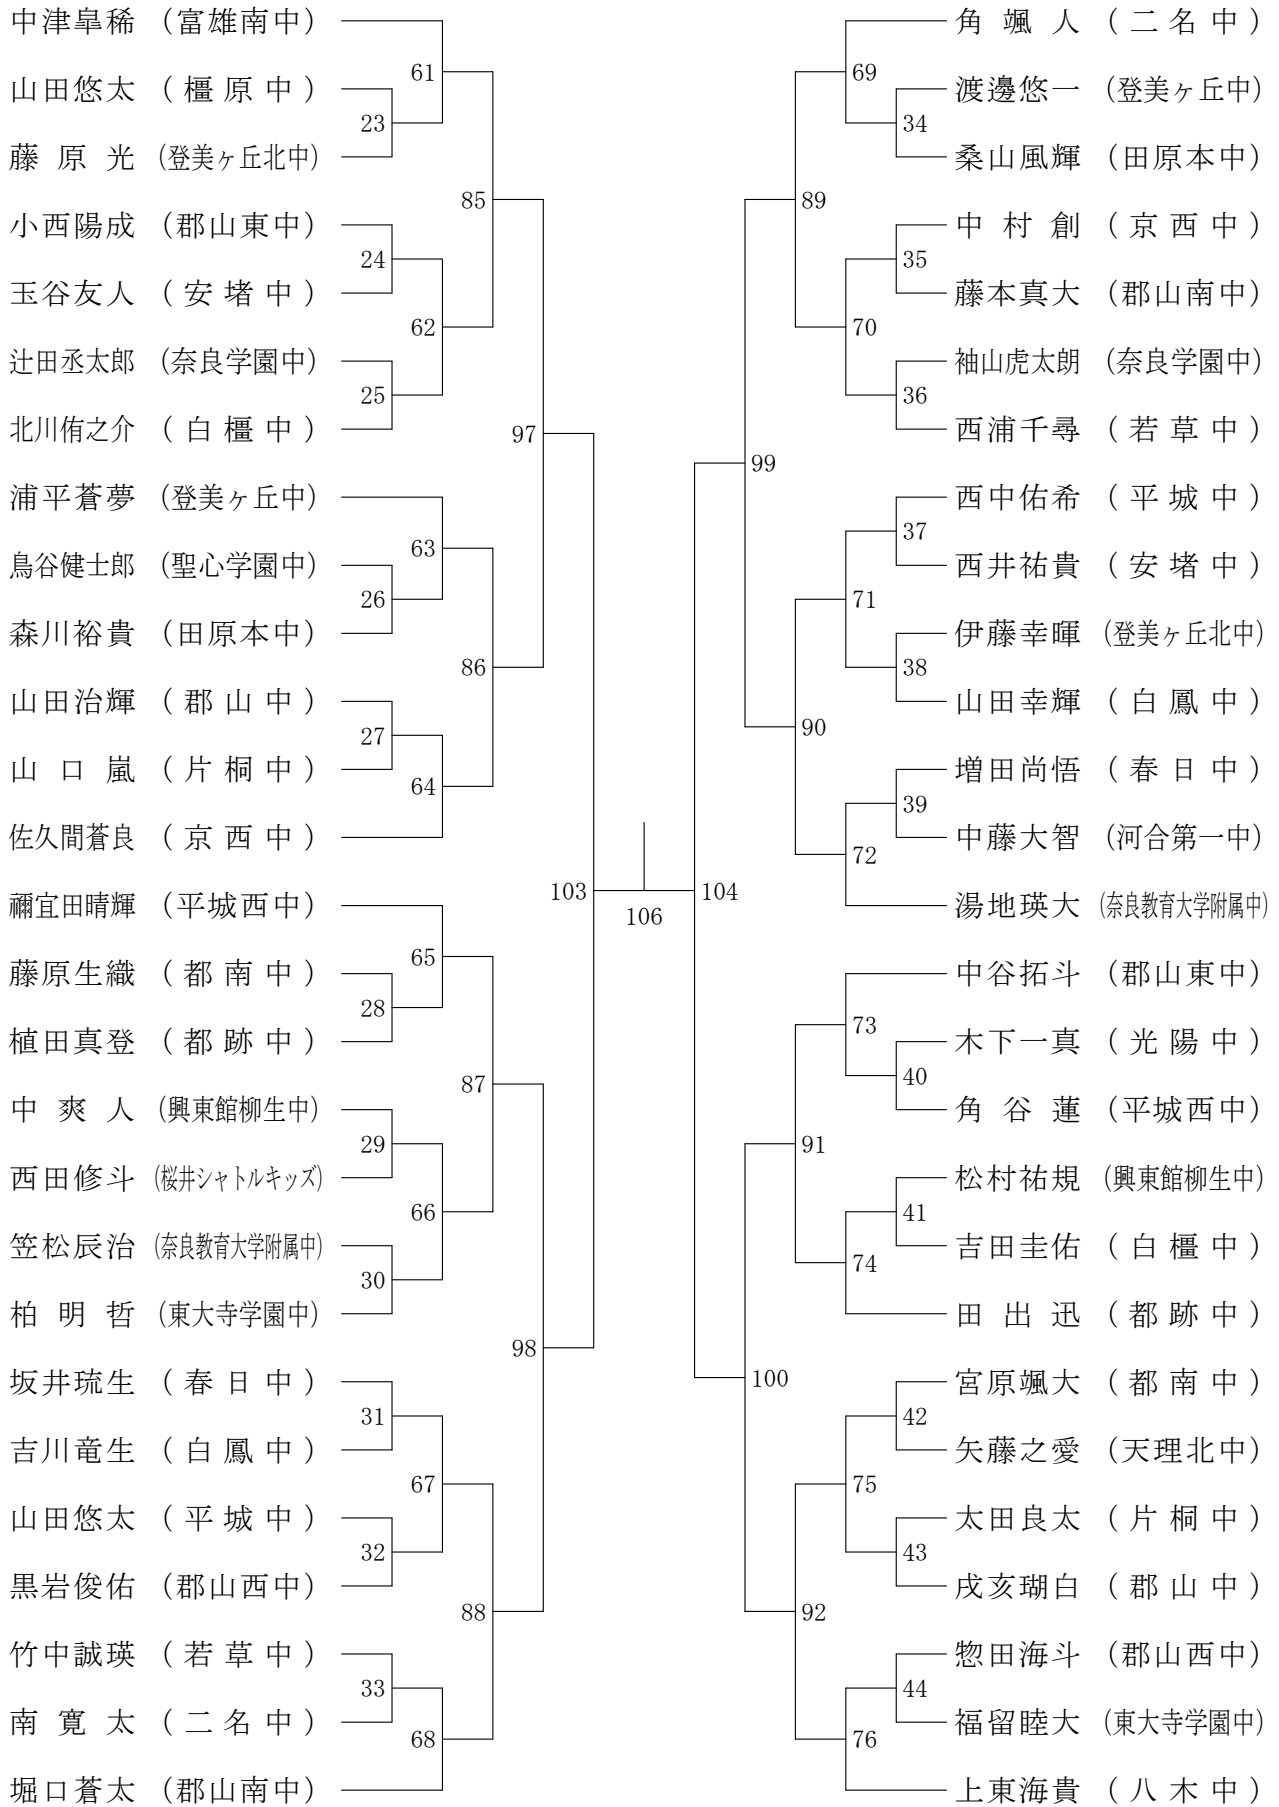 中津皐稀 (富雄南中)
山田悠太 (橿原中)
藤原光 (登美ヶ丘北中)
小西陽成 (郡山東中)
玉谷友人 (安堵中)
辻田丞太郎 (奈良学園中)
北川侑之介 (白橿中)
浦平蒼夢 (登美ヶ丘中)
鳥谷健士郎 (聖心学園中)
森川裕貴 (田原本中)
山田治輝 (郡山中)
山口嵐 (片桐中)
佐久間蒼良 (京西中)
禰宜田晴輝 (平城西中)
藤原生織 (都南中)
植田真登 (都跡中)
中爽人 (興東館柳生中)
西田修斗 (桜井シャトルキッズ)
笠松辰治 (奈良教育大学附属中)
柏明哲 (東大寺学園中)
坂井琉生 (春日中)
吉川竜生 (白鳳中)
山田悠太 (平城中)
黒岩俊佑 (郡山西中)
竹中誠瑛 (若草中)
南寛太 (二名中)
堀口蒼太 (郡山南中)
23
24
25
26
27
28
29
30
31
32
33
61
62
63
64
65
66
67
68
85
86
87
88
97
98
103
106
104
99
100
89
90
91
92
69
70
71
72
73
74
75
76
34
35
36
37
38
39
40
41
42
43
44
角颯人 (二名中)
渡邊悠一 (登美ヶ丘中)
桑山風輝 (田原本中)
中村創 (京西中)
藤本真大 (郡山南中)
袖山虎太朗 (奈良学園中)
西浦千尋 (若草中)
西中佑希 (平城中)
西井祐貴 (安堵中)
伊藤幸暉 (登美ヶ丘北中)
山田幸輝 (白鳳中)
増田尚悟 (春日中)
中藤大智 (河合第一中)
湯地瑛大 (奈良教育大学附属中)
中谷拓斗 (郡山東中)
木下一真 (光陽中)
角谷蓮 (平城西中)
松村祐規 (興東館柳生中)
吉田圭佑 (白橿中)
田出迅 (都跡中)
宮原颯大 (都南中)
矢藤之愛 (天理北中)
太田良太 (片桐中)
戌亥瑚白 (郡山中)
惣田海斗 (郡山西中)
福留睦大 (東大寺学園中)
上東海貴 (八木中)